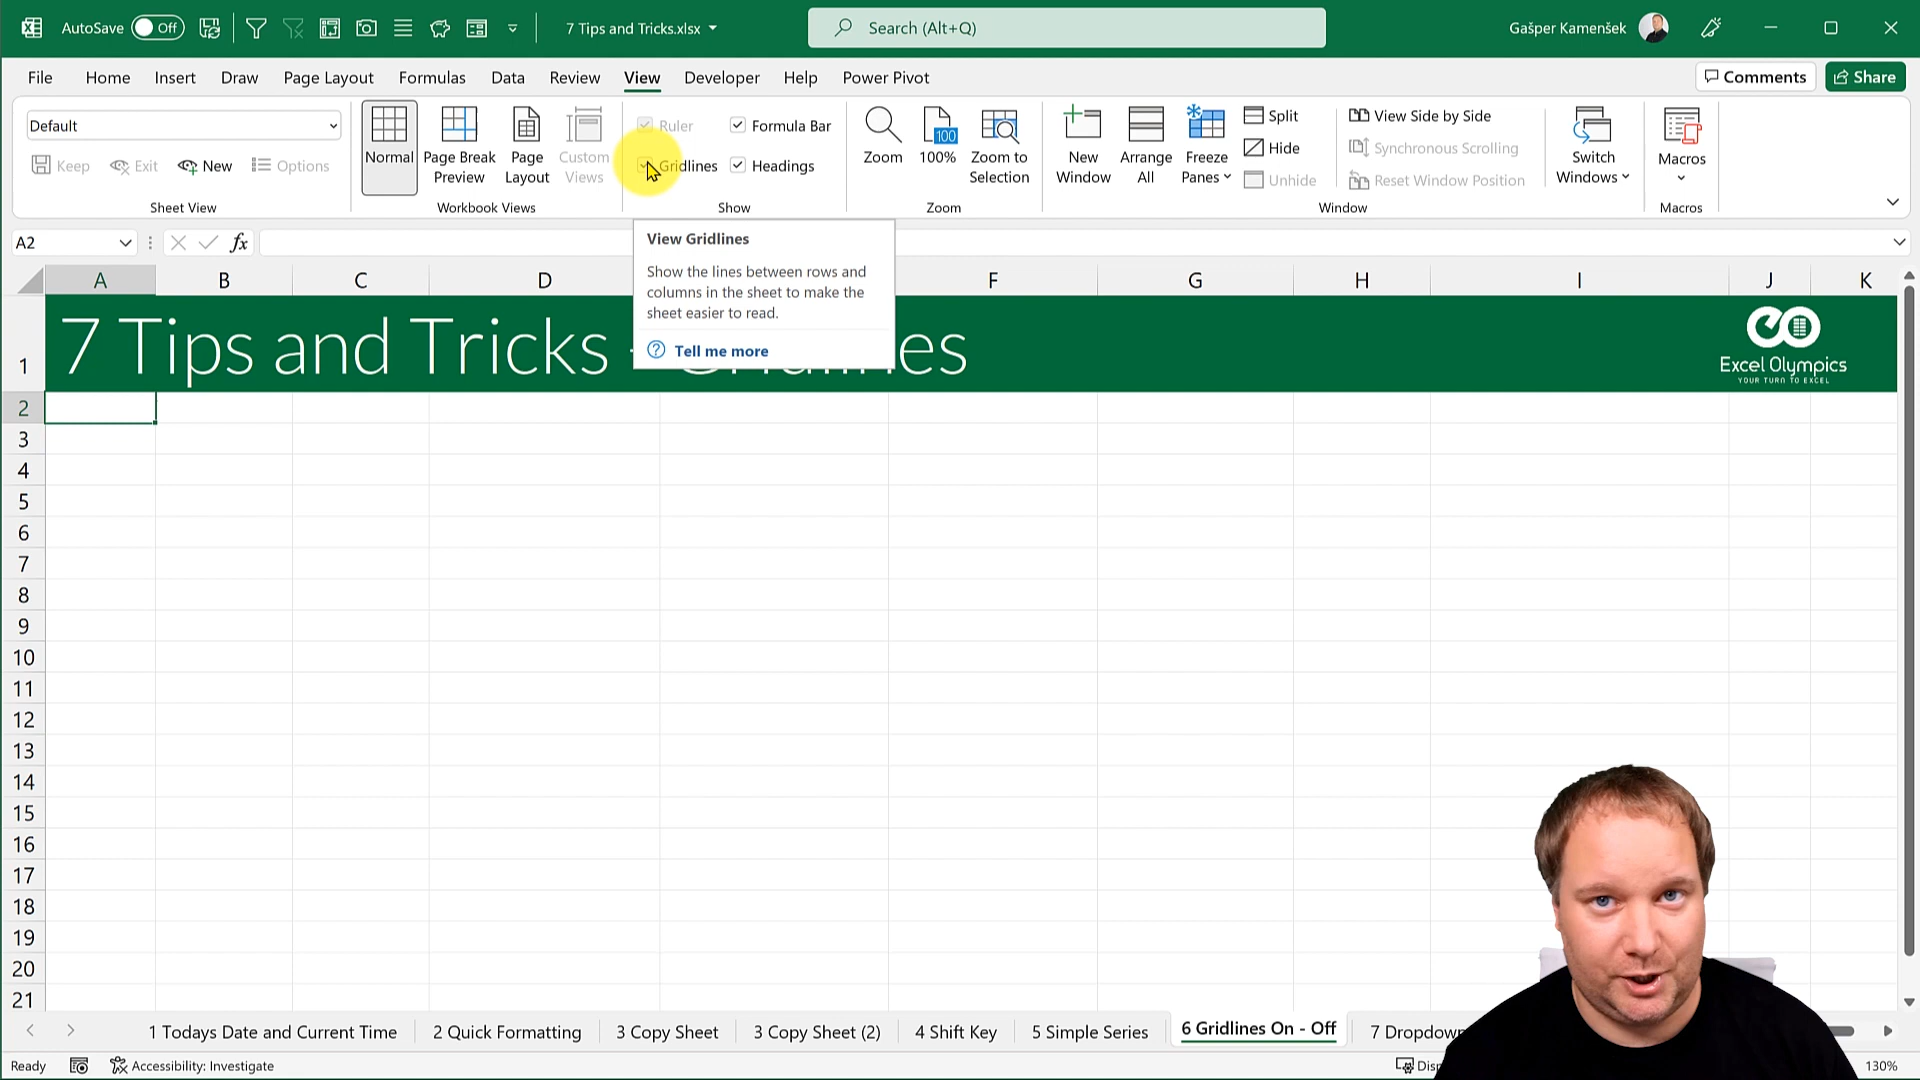 AutoSave Off 7 Tips and Tricks.xlsx Search (Alt+Q) Gašper Kamenšek
File Home Insert Draw Page Layout Formulas Data Review View Developer Help Power Pivot Comments Share
Default
Keep Exit New Options
Sheet View
Normal
Page Break Preview
Page Layout
Custom Views
Workbook Views
Ruler Formula Bar
Gridlines Headings
Show
Zoom
100
100%
Zoom to Selection
Zoom
New Window
Arrange All
Freeze Panes
Split
Hide
Unhide
View Side by Side
Synchronous Scrolling
Reset Window Position
Switch Windows
Window
Macros
Macros
A2 fx
View Gridlines
Show the lines between rows and
columns in the sheet to make the
sheet easier to read.
? Tell me more
A B C D F G H I J K
1 7 Tips and Tricks
Excel Olympics
YOUR TURN TO EXCEL
2
3
4
5
6
7
8
9
10
11
12
13
14
15
16
17
18
19
20
21
1 Todays Date and Current Time 2 Quick Formatting 3 Copy Sheet 3 Copy Sheet (2) 4 Shift Key 5 Simple Series 6 Gridlines On - Off 7 Dropdow
Ready Accessibility: Investigate Disp 130%